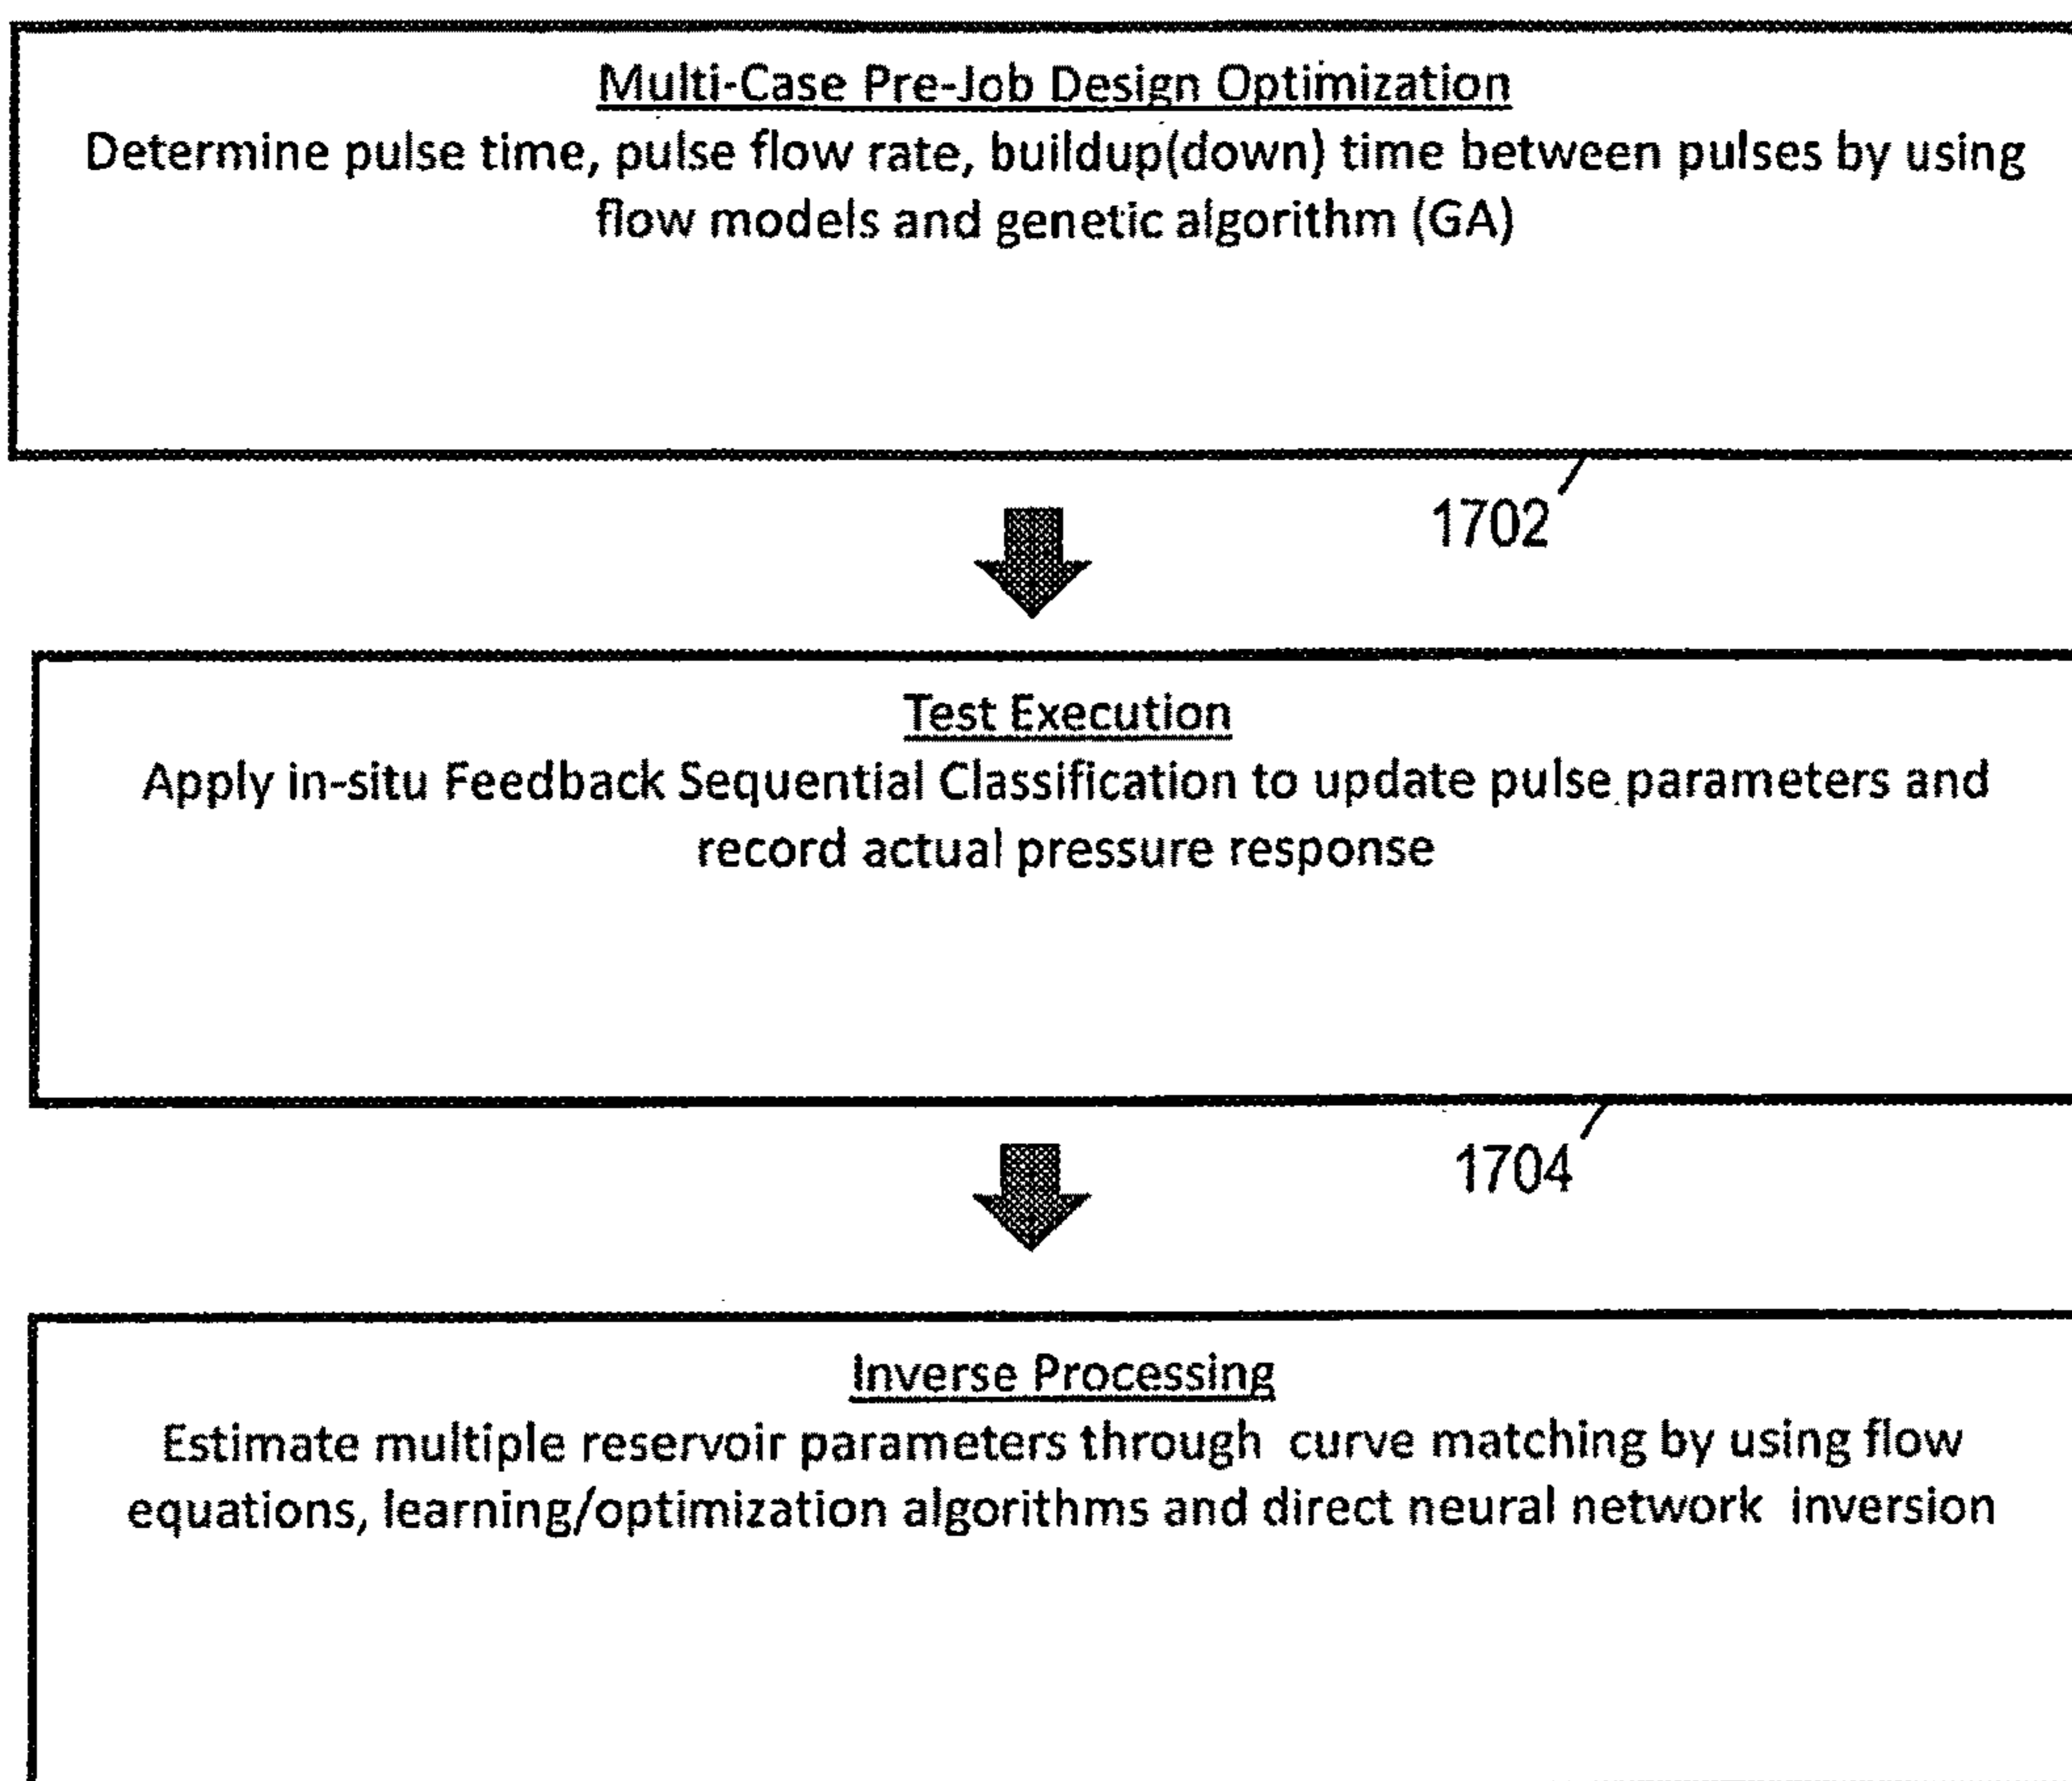 Multi-Case Pre-Job Design Optimization
Determine pulse time, pulse flow rate, buildup(down) time between pulses by using
flow models and genetic algorithm (GA)
1702
Test Execution
Apply in-situ Feedback Sequential Classification to update pulse parameters and
record actual pressure response
1704
Inverse Processing
Estimate multiple reservoir parameters through curve matching by using flow
equations, learning/optimization algorithms and direct neural network inversion